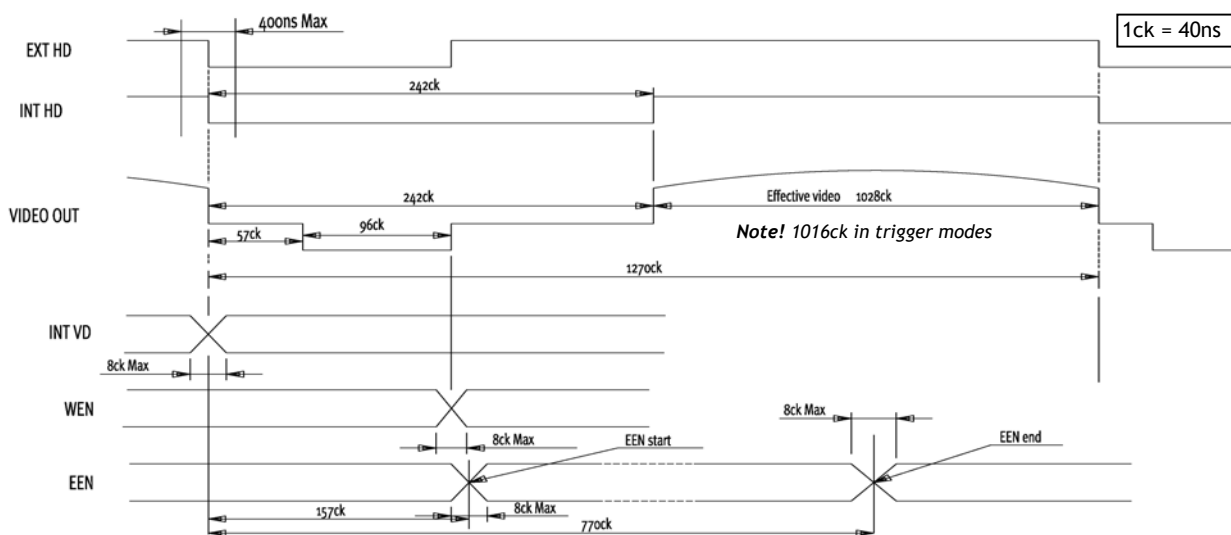 400ns Max
1ck = 40ns
EXT HD
242ck
INT HD
242ck
Effective video 1028ck
VIDEO OUT
57ck
96ck
Note! 1016ck in trigger modes
1270ck
INT VD
8ck Max
WEN
8ck Max
8ck Max
EEN start
EEN end
EEN
157ck
8ck Max
770ck